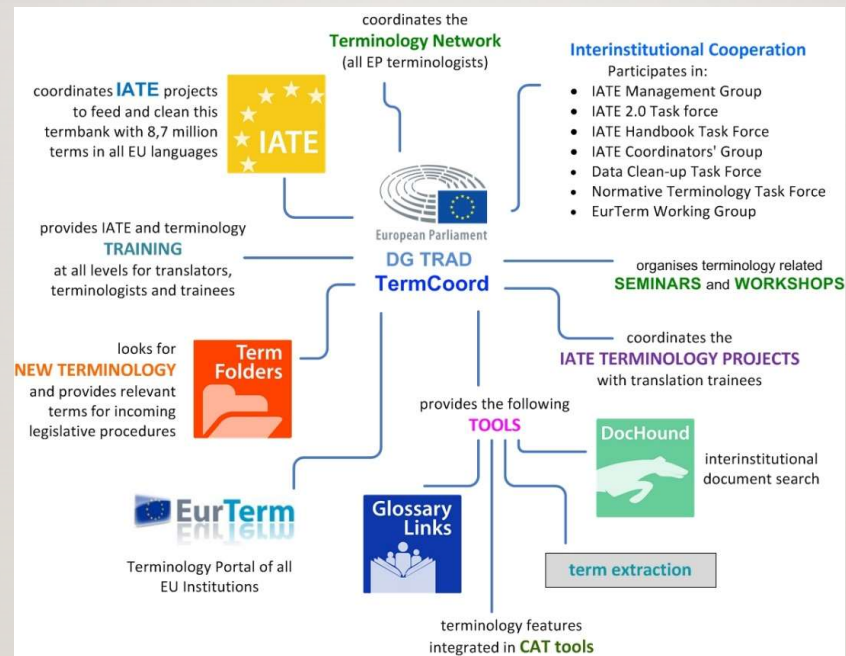 coordinates the
Terminology Network
(all EP terminologists)
Interinstitutional Cooperation
Participates in:
• IATE Management Group
• IATE 2.0 Task force
• IATE Handbook Task Force
• IATE Coordinators' Group
• Data Clean-up Task Force
• Normative Terminology Task Force
• EurTerm Working Group
coordinates IATE projects
to feed and clean this
termbank with 8,7 million
terms in all EU languages
IATE
European Parliament
DG TRAD
TermCoord
provides IATE and terminology
TRAINING
at all levels for translators,
terminologists and trainees
organises terminology related
SEMINARS and WORKSHOPS
looks for
NEW TERMINOLOGY
and provides relevant
terms for incoming
legislative procedures
Term
Folders
coordinates the
IATE TERMINOLOGY PROJECTS
with translation trainees
provides the following
TOOLS
DocHound
interinstitutional
document search
EurTerm
Terminology Portal of all
EU Institutions
Glossary
Links
term extraction
terminology features
integrated in CAT tools